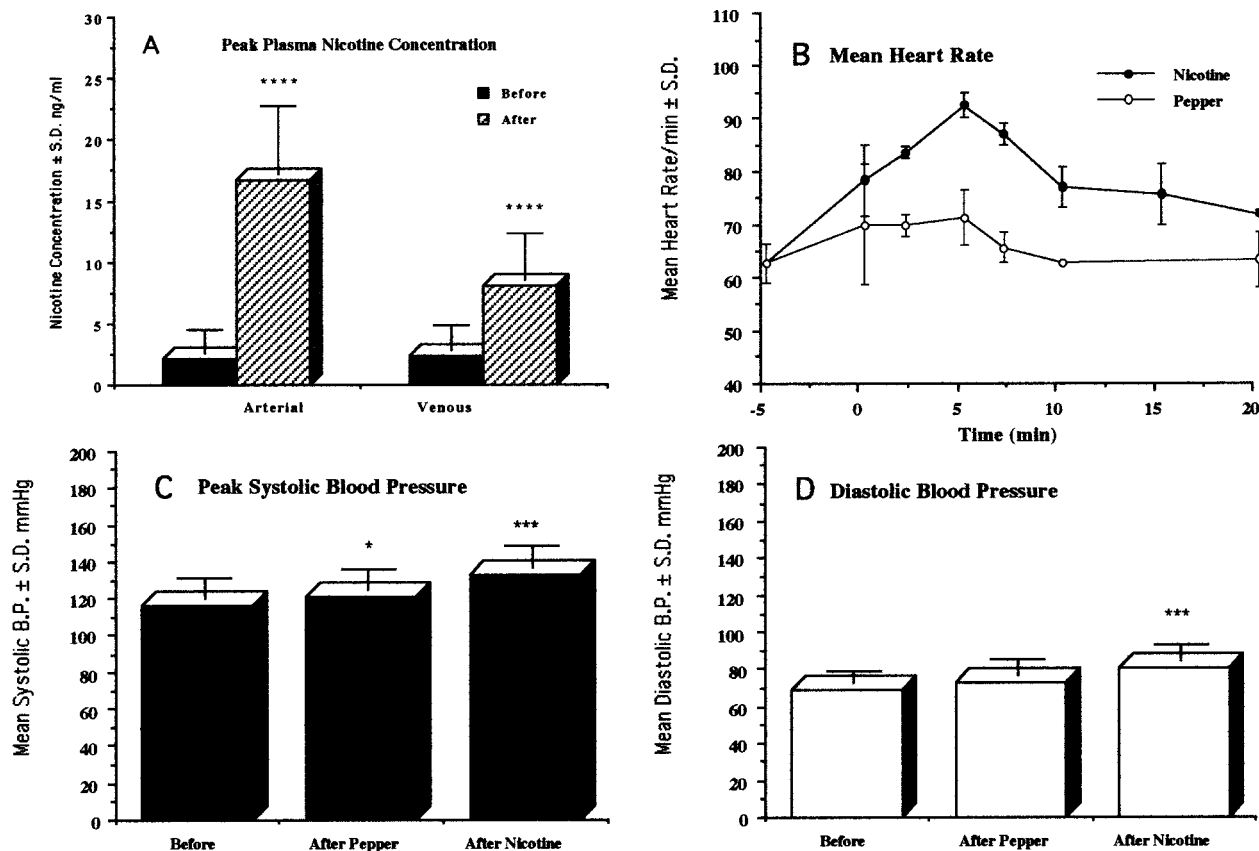 A Peak Plasma Nicotine Concentration
Nicotine Concentration ± S.D. ng/ml
30
25
20
15
10
5
0
Before
After
****
****
Arterial Venous
B Mean Heart Rate
Mean Heart Rate/min ± S.D.
110
100
90
80
70
60
50
40
Nicotine
Pepper
-5 0 5 10 15 20
Time (min)
C Peak Systolic Blood Pressure
Mean Systolic B.P. ± S.D. mmHg
200
180
160
140
120
100
80
60
40
20
0
*
***
Before After Pepper After Nicotine
D Diastolic Blood Pressure
Mean Diastolic B.P. ± S.D. mmHg
200
180
160
140
120
100
80
60
40
20
0
***
Before After Pepper After Nicotine